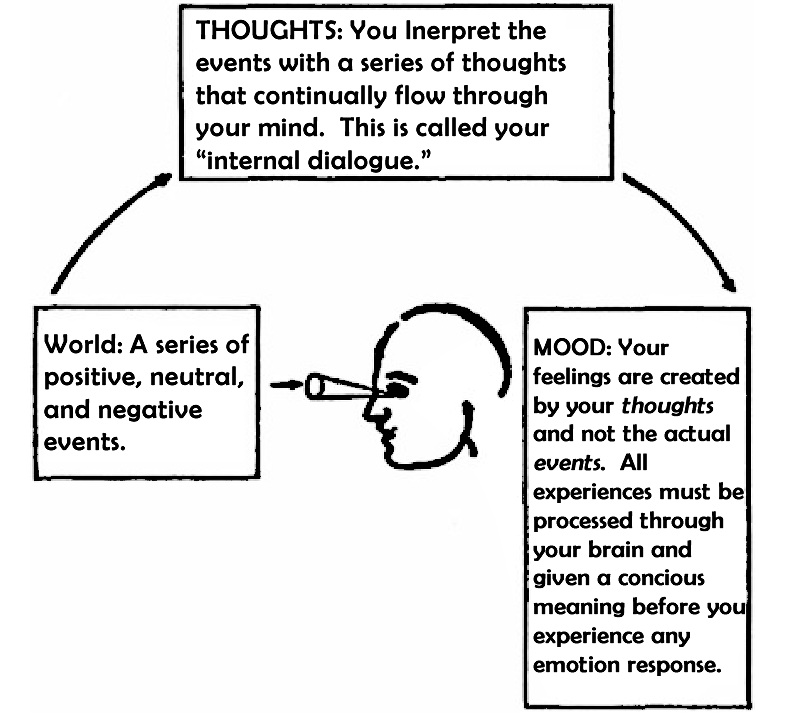 THOUGHTS: You Inerpret the
events with a series of thoughts
that continually flow through
your mind.  This is called your
“internal dialogue.”
World: A series of
positive, neutral,
and negative
events.
MOOD: Your
feelings are created
by your thoughts
and not the actual
events.  All
experiences must be
processed through
your brain and
given a concious
meaning before you
experience any
emotion response.